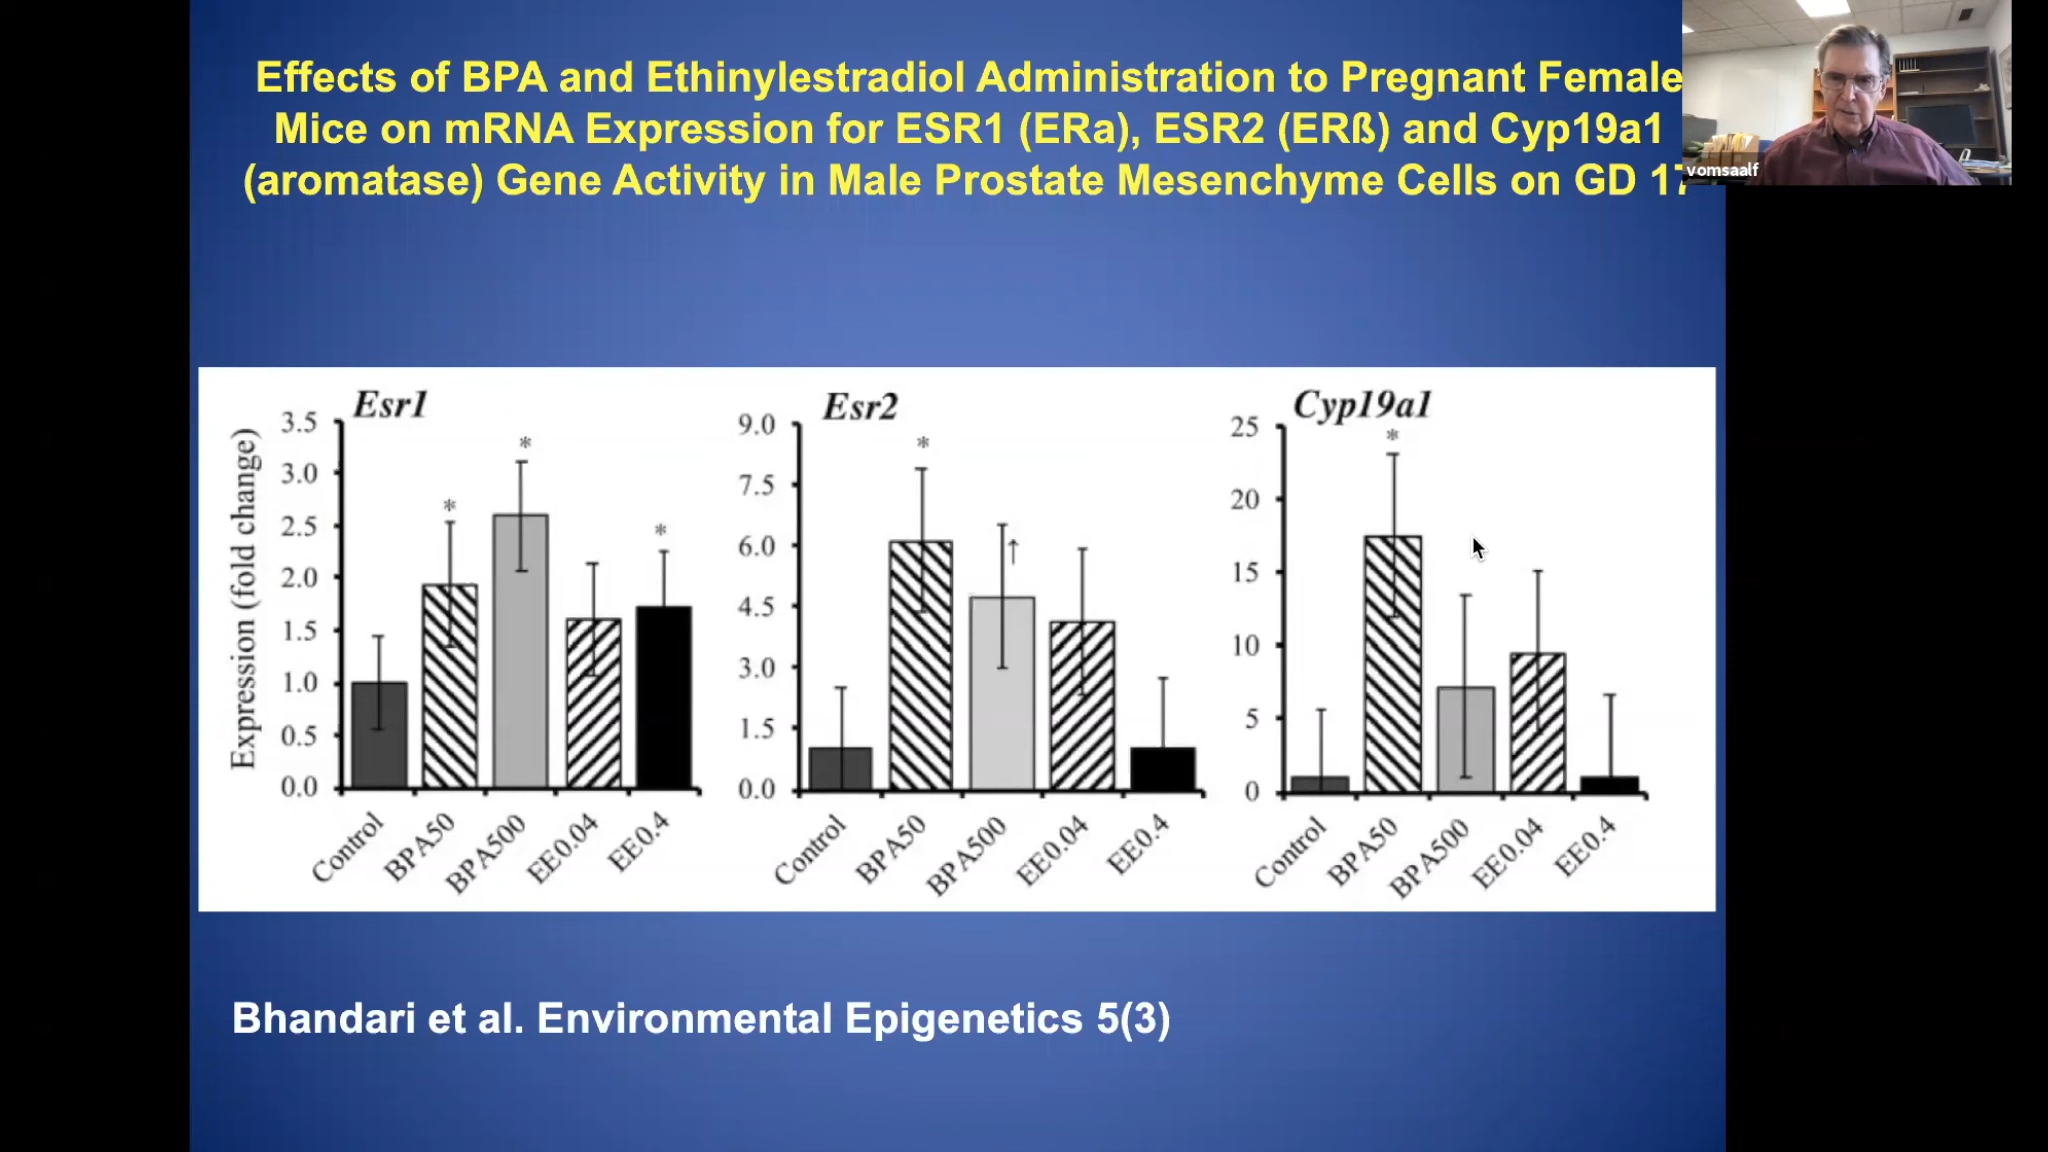 Effects of BPA and Ethinylestradiol Administration to Pregnant Female
Mice on mRNA Expression for ESR1 (ERa), ESR2 (ERß) and Cyp19a1
(aromatase) Gene Activity in Male Prostate Mesenchyme Cells on GD 17
vomsaalf
Expression (fold change)
Esr1
3.5
3.0
2.5
2.0
1.5
1.0
0.5
0.0
*
*
*
Control
BPA50
BPA500
EE0.04
EE0.4
Esr2
9.0
7.5
6.0
4.5
3.0
1.5
0.0
*
↑
Control
BPA50
BPA500
EE0.04
EE0.4
Cyp19a1
25
20
15
10
5
0
*
Control
BPA50
BPA500
EE0.04
EE0.4
Bhandari et al. Environmental Epigenetics 5(3)